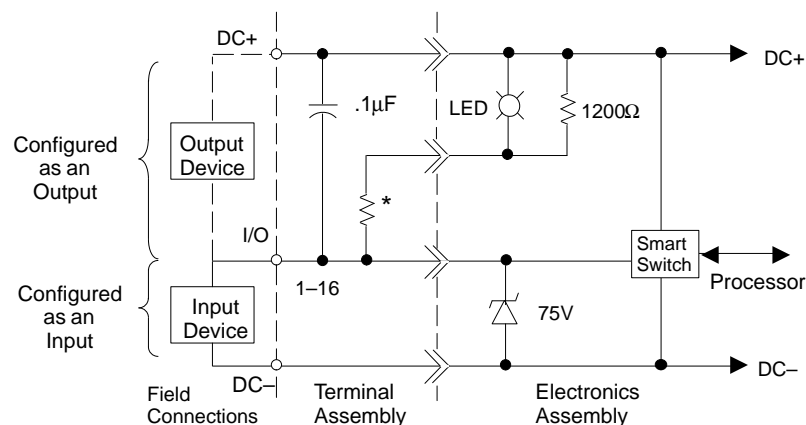 DC+
DC+
.1µF
LED
1200Ω
Configured
as an
Output
Output
Device
*
I/O
Smart
Switch
Processor
1–16
Configured
as an
Input
Input
Device
75V
DC–
DC–
Field
Connections
Terminal
Assembly
Electronics
Assembly